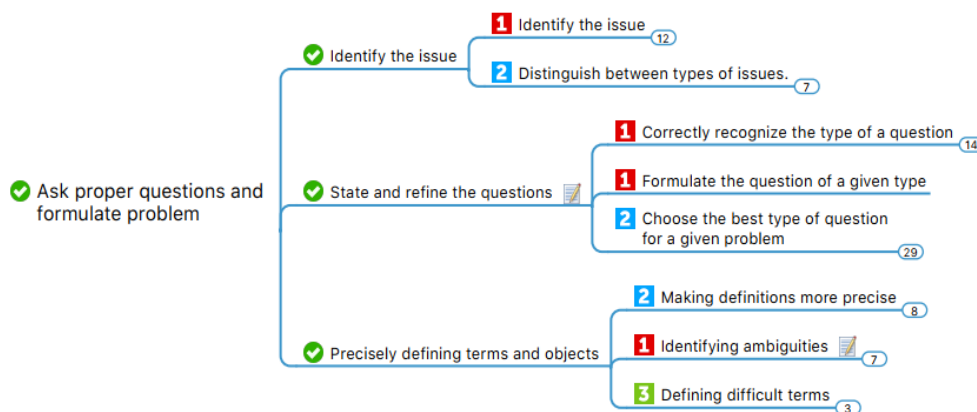 1 Identify the issue
12
Identify the issue
2 Distinguish between types of issues.
7
1 Correctly recognize the type of a question
14
Ask proper questions and
formulate problem
State and refine the questions
1 Formulate the question of a given type
2 Choose the best type of question
for a given problem
29
2 Making definitions more precise
8
Precisely defining terms and objects
1 Identifying ambiguities
7
3 Defining difficult terms
3